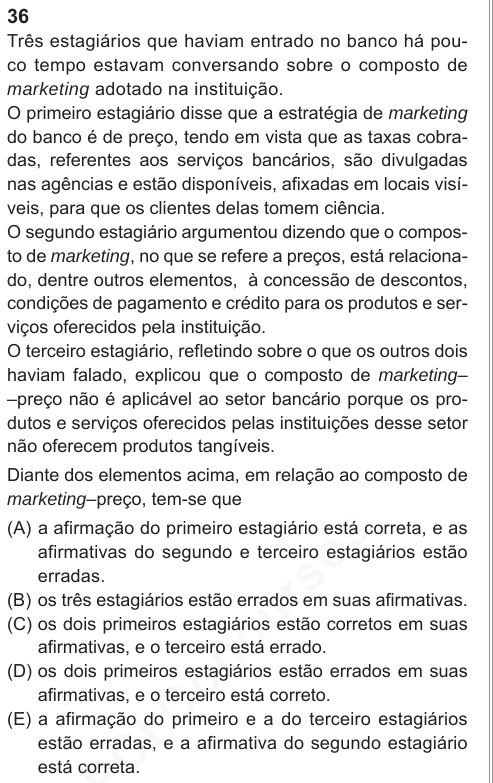 36
Três estagiários que haviam entrado no banco há pou-
co tempo estavam conversando sobre o composto de
marketing adotado na instituição.
O primeiro estagiário disse que a estratégia de marketing
do banco é de preço, tendo em vista que as taxas cobra-
das, referentes aos serviços bancários, são divulgadas
nas agências e estão disponíveis, afixadas em locais visí-
veis, para que os clientes delas tomem ciência.
O segundo estagiário argumentou dizendo que o compos-
to de marketing, no que se refere a preços, está relaciona-
do, dentre outros elementos, à concessão de descontos,
condições de pagamento e crédito para os produtos e ser-
viços oferecidos pela instituição.
O terceiro estagiário, refletindo sobre o que os outros dois
haviam falado, explicou que o composto de marketing–
–preço não é aplicável ao setor bancário porque os pro-
dutos e serviços oferecidos pelas instituições desse setor
não oferecem produtos tangíveis.
Diante dos elementos acima, em relação ao composto de
marketing–preço, tem-se que
(A) a afirmação do primeiro estagiário está correta, e as
afirmativas do segundo e terceiro estagiários estão
erradas.
(B) os três estagiários estão errados em suas afirmativas.
(C) os dois primeiros estagiários estão corretos em suas
afirmativas, e o terceiro está errado.
(D) os dois primeiros estagiários estão errados em suas
afirmativas, e o terceiro está correto.
(E) a afirmação do primeiro e a do terceiro estagiários
estão erradas, e a afirmativa do segundo estagiário
está correta.